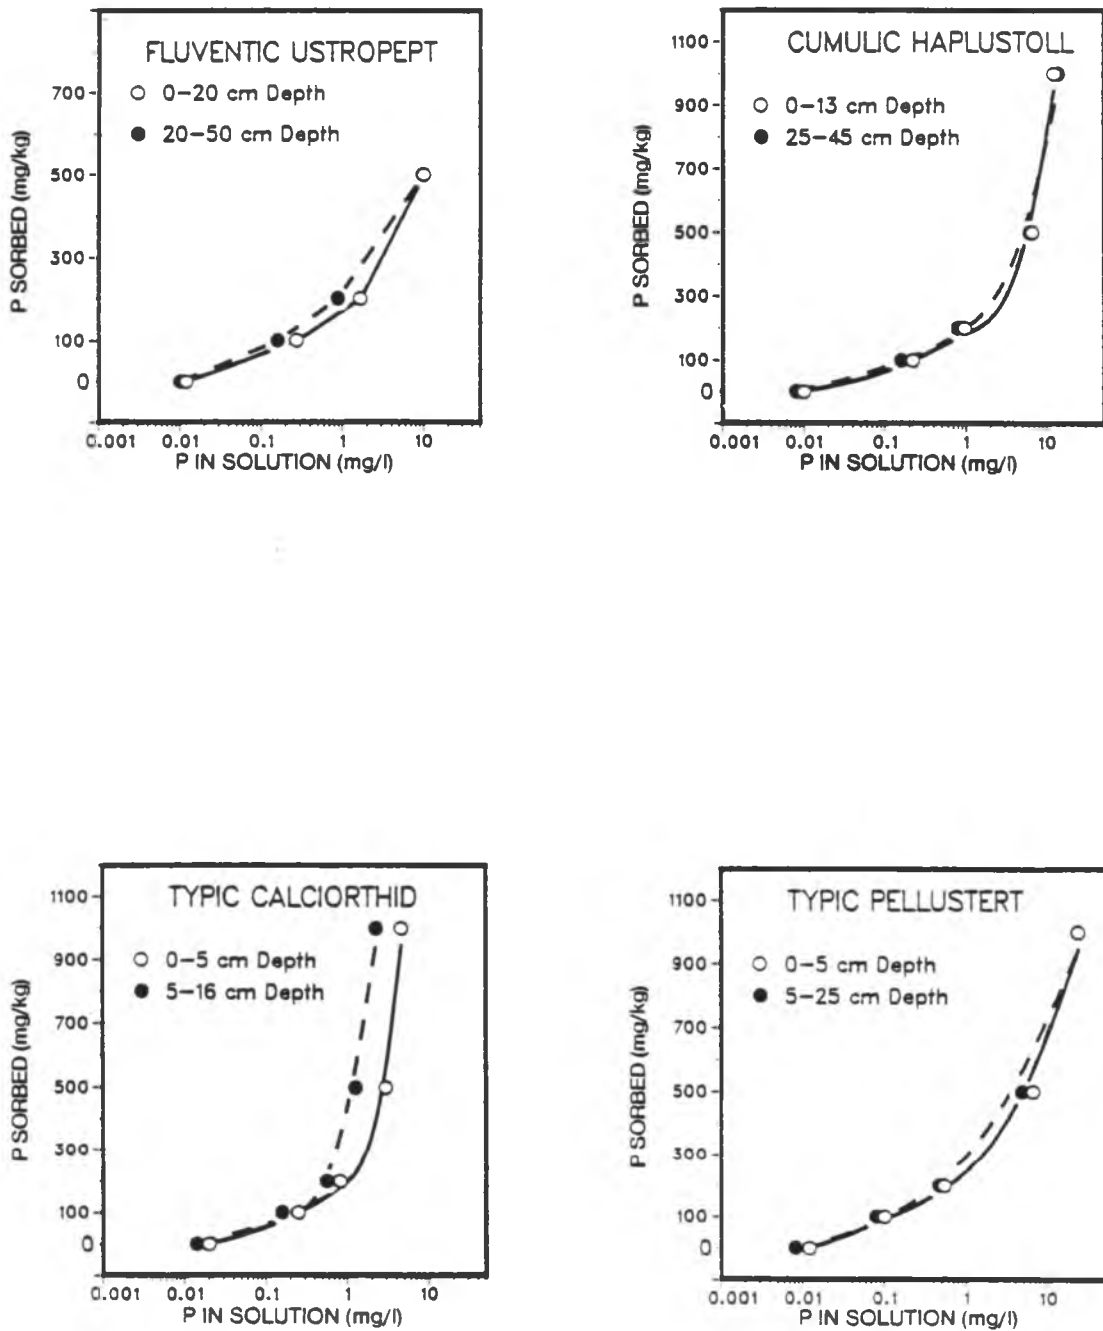 FLUVENTIC USTROPEPT
0-20 cm Depth
20-50 cm Depth
P SORBED (mg/kg)
700
500
300
100
0
0.001 0.01 0.1 1 10
P IN SOLUTION (mg/l)
CUMULIC HAPLUSTOLL
0-13 cm Depth
25-45 cm Depth
P SORBED (mg/kg)
1100
900
700
500
300
100
0
0.001 0.01 0.1 1 10
P IN SOLUTION (mg/l)
TYPIC CALCIORTHID
0-5 cm Depth
5-16 cm Depth
P SORBED (mg/kg)
1100
900
700
500
300
100
0
0.001 0.01 0.1 1 10
P IN SOLUTION (mg/l)
TYPIC PELLUSTERT
0-5 cm Depth
5-25 cm Depth
P SORBED (mg/kg)
1100
900
700
500
300
100
0
0.001 0.01 0.1 1 10
P IN SOLUTION (mg/l)